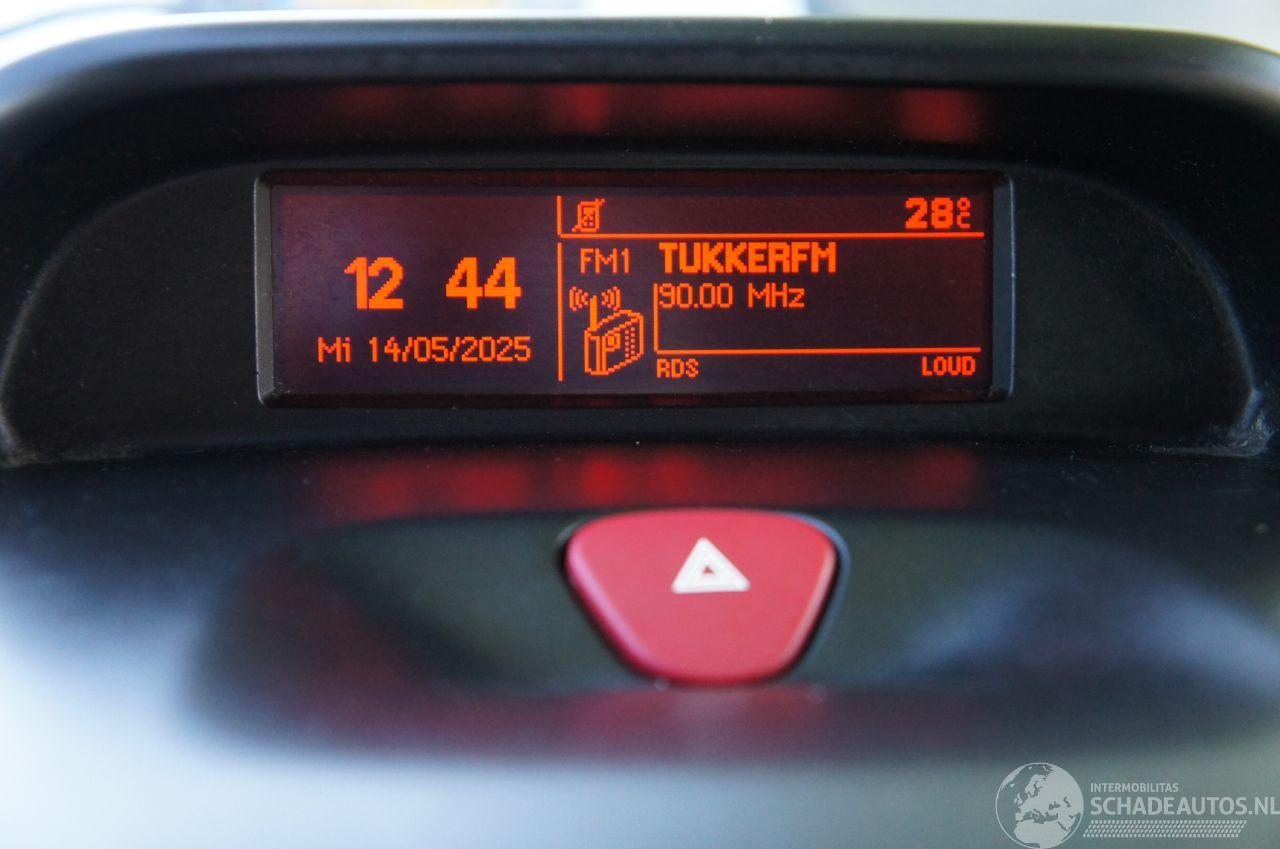 12 44
Mi 14/05/2025
28°C
FM1 TUKKERFM
90.00 MHz
RDS LOUD
INTERMOBILITAS
SCHADEAUTOS.NL